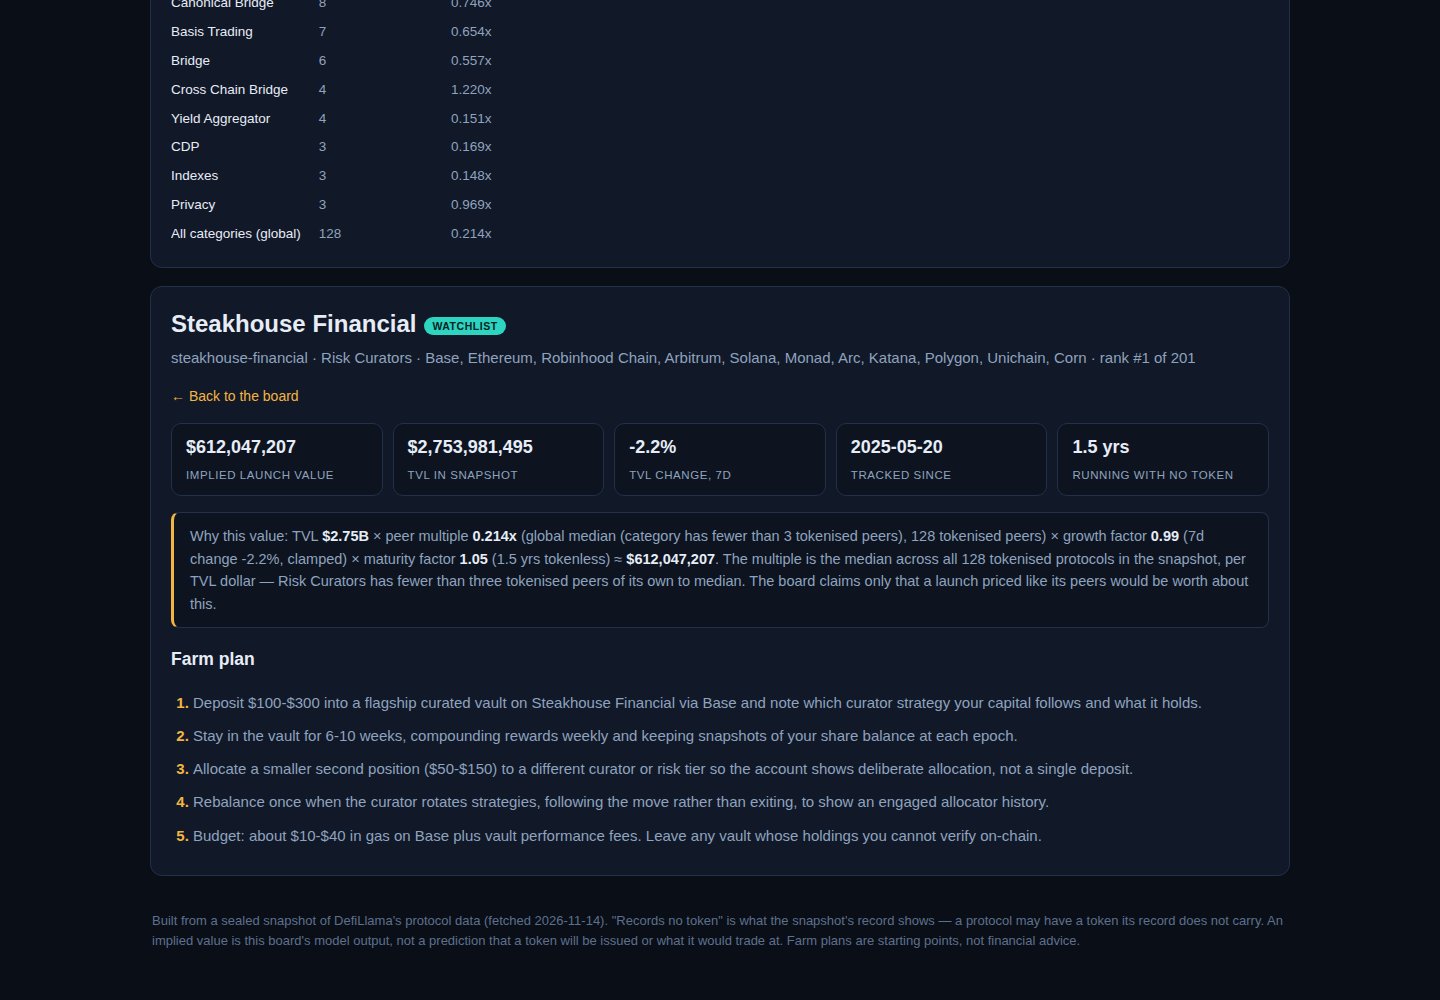 Canonical Bridge 8 0.746x
Basis Trading 7 0.654x
Bridge 6 0.557x
Cross Chain Bridge 4 1.220x
Yield Aggregator 4 0.151x
CDP 3 0.169x
Indexes 3 0.148x
Privacy 3 0.969x
All categories (global) 128 0.214x
Steakhouse Financial WATCHLIST
steakhouse-financial · Risk Curators · Base, Ethereum, Robinhood Chain, Arbitrum, Solana, Monad, Arc, Katana, Polygon, Unichain, Corn · rank #1 of 201
← Back to the board
$612,047,207 $2,753,981,495 -2.2% 2025-05-20 1.5 yrs
IMPLIED LAUNCH VALUE TVL IN SNAPSHOT TVL CHANGE, 7D TRACKED SINCE RUNNING WITH NO TOKEN
Why this value: TVL $2.75B × peer multiple 0.214x (global median (category has fewer than 3 tokenised peers), 128 tokenised peers) × growth factor 0.99 (7d
change -2.2%, clamped) × maturity factor 1.05 (1.5 yrs tokenless) ≈ $612,047,207. The multiple is the median across all 128 tokenised protocols in the snapshot, per
TVL dollar — Risk Curators has fewer than three tokenised peers of its own to median. The board claims only that a launch priced like its peers would be worth about
this.
Farm plan
1. Deposit $100-$300 into a flagship curated vault on Steakhouse Financial via Base and note which curator strategy your capital follows and what it holds.
2. Stay in the vault for 6-10 weeks, compounding rewards weekly and keeping snapshots of your share balance at each epoch.
3. Allocate a smaller second position ($50-$150) to a different curator or risk tier so the account shows deliberate allocation, not a single deposit.
4. Rebalance once when the curator rotates strategies, following the move rather than exiting, to show an engaged allocator history.
5. Budget: about $10-$40 in gas on Base plus vault performance fees. Leave any vault whose holdings you cannot verify on-chain.
Built from a sealed snapshot of DefiLlama's protocol data (fetched 2026-11-14). "Records no token" is what the snapshot's record shows — a protocol may have a token its record does not carry. An
implied value is this board's model output, not a prediction that a token will be issued or what it would trade at. Farm plans are starting points, not financial advice.